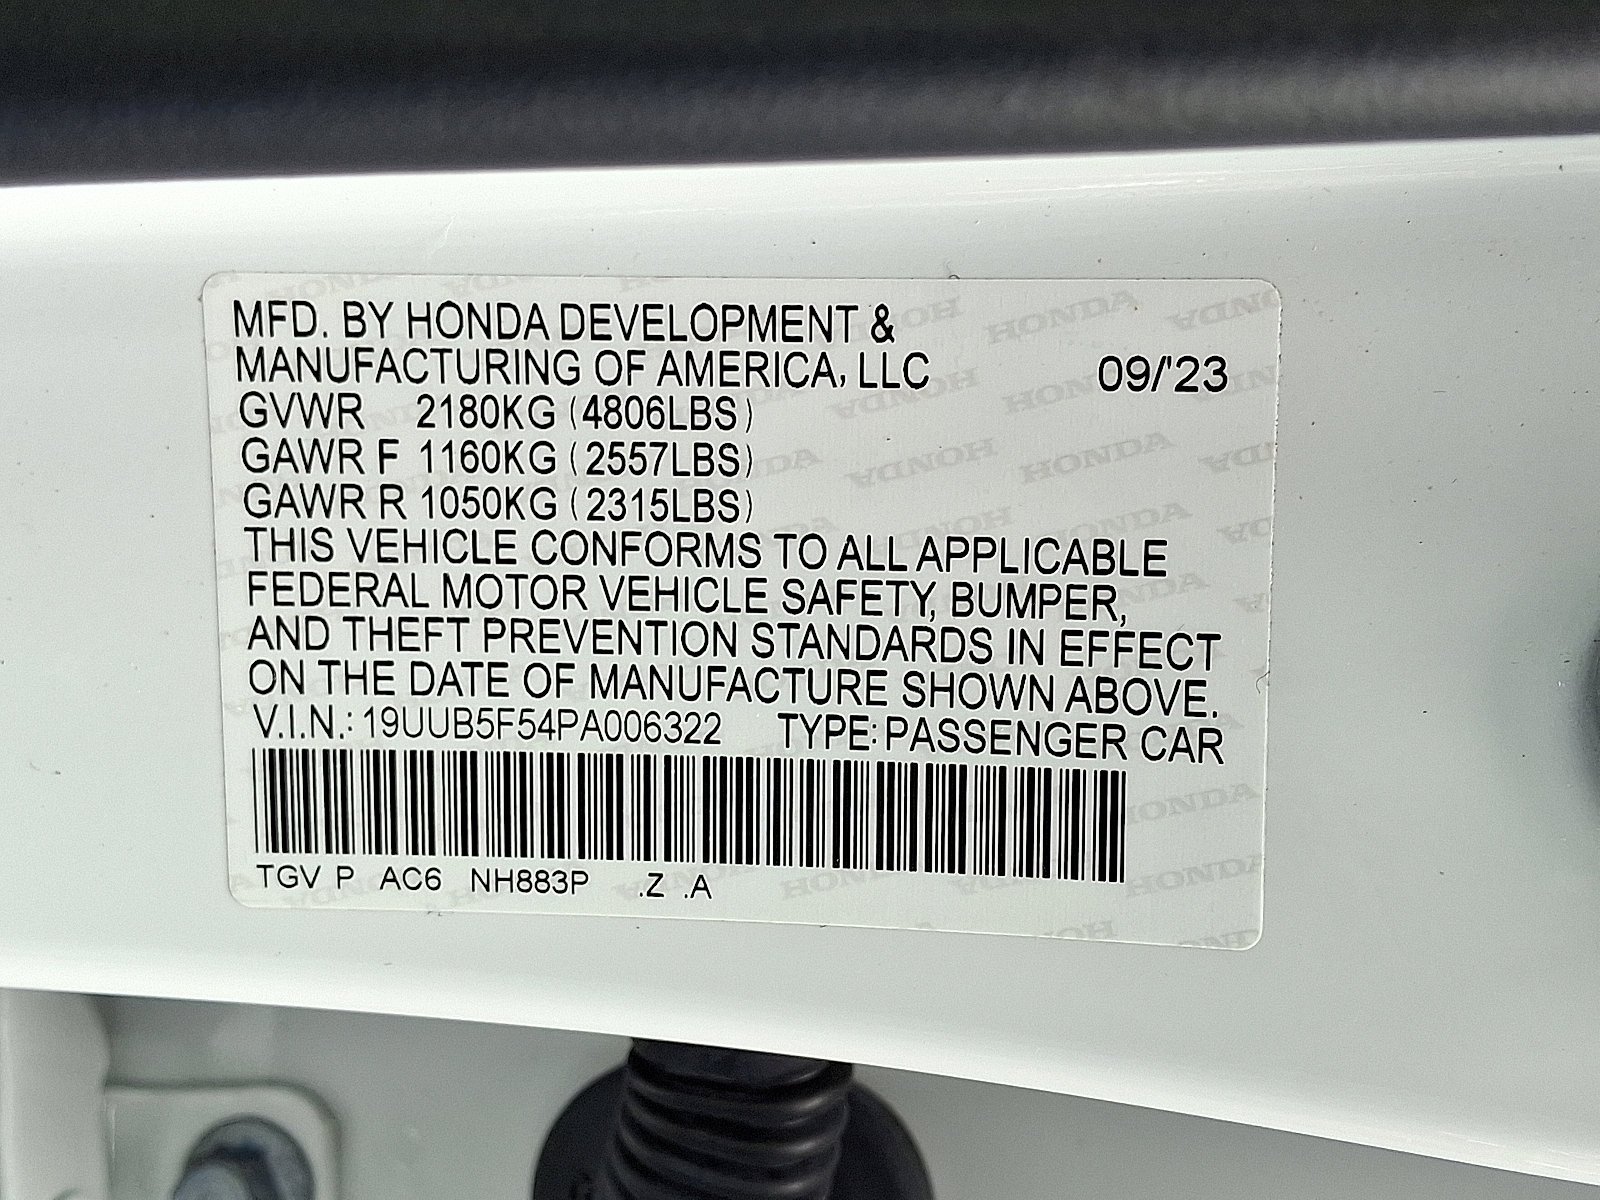 MFD. BY HONDA DEVELOPMENT &
MANUFACTURING OF AMERICA, LLC 09/'23
GVWR 2180KG (4806LBS)
GAWR F 1160KG (2557LBS)
GAWR R 1050KG (2315LBS)
THIS VEHICLE CONFORMS TO ALL APPLICABLE
FEDERAL MOTOR VEHICLE SAFETY, BUMPER,
AND THEFT PREVENTION STANDARDS IN EFFECT
ON THE DATE OF MANUFACTURE SHOWN ABOVE.
V.I.N.: 19UUB5F54PA006322 TYPE: PASSENGER CAR
TGV P AC6 NH883P .Z .A